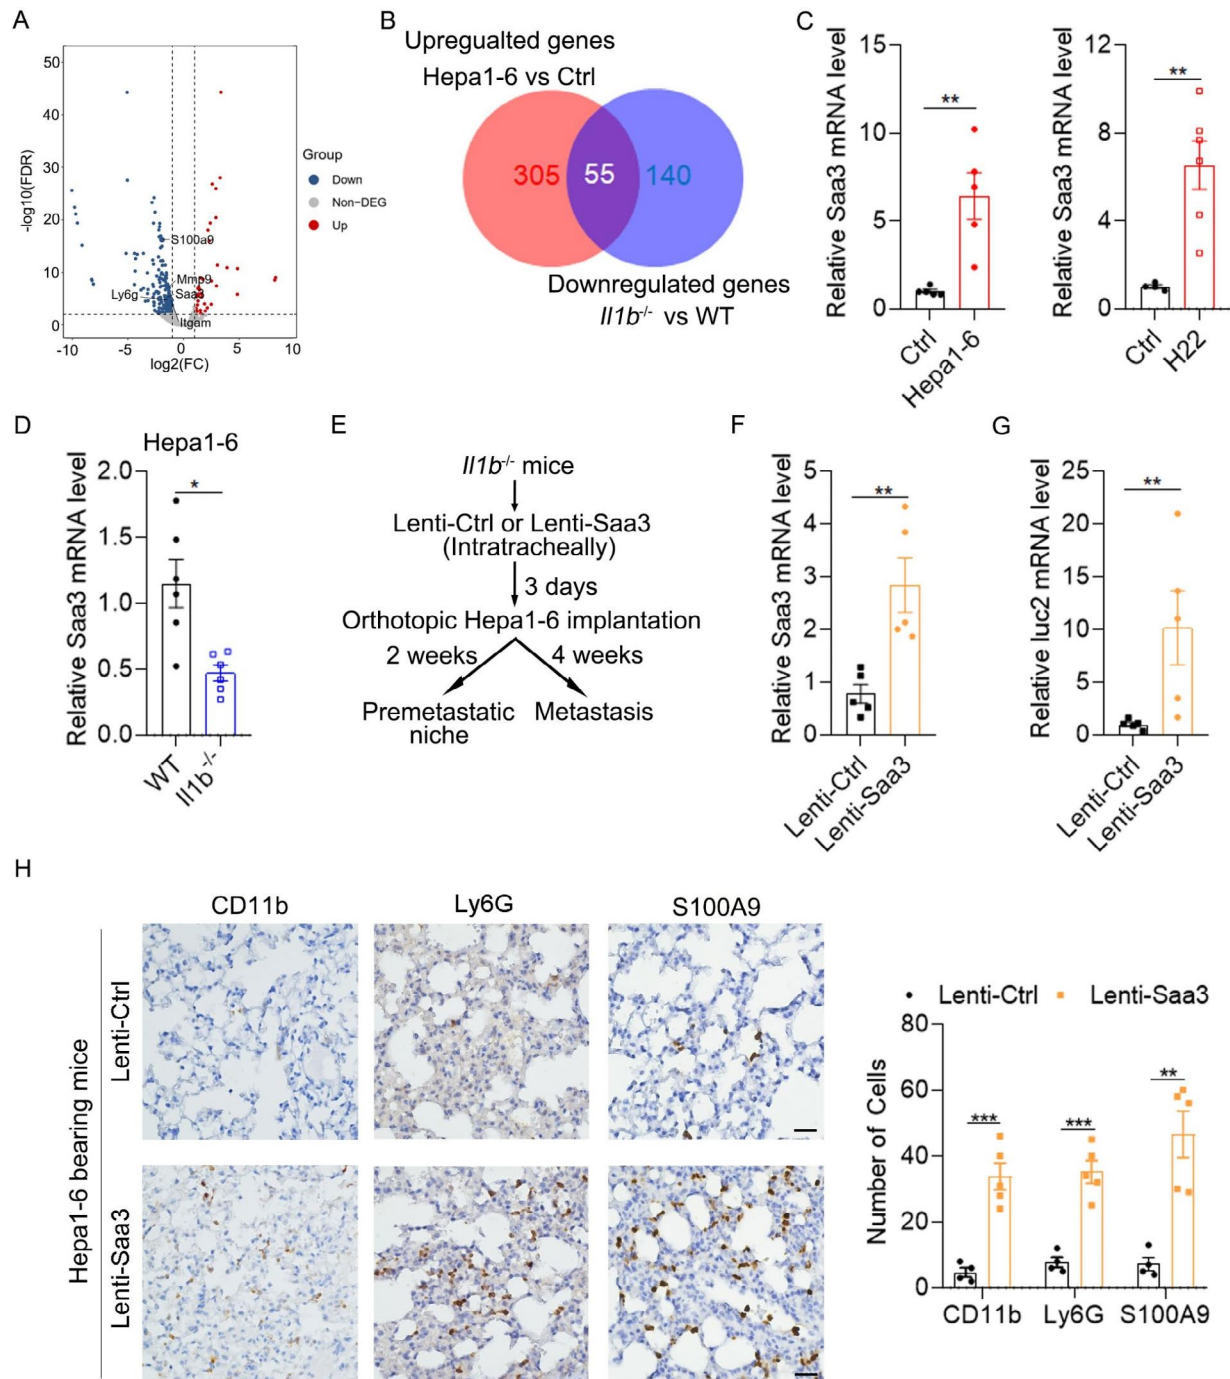 A
50
40
30
20
10
0
-log10(FDR)
-10
-5
0
5
10
log2(FC)
S100a9
Mmp9
Ly6g
Saa3
Itgam
Group
Down
Non-DEG
Up
B
Upregualted genes
Hepa1-6 vs Ctrl
305
55
140
Downregulated genes
Il1b-/- vs WT
C
Relative Saa3 mRNA level
15
10
5
0
**
Ctrl
Hepa1-6
Relative Saa3 mRNA level
12
8
4
0
**
Ctrl
H22
D
Hepa1-6
Relative Saa3 mRNA level
2.0
1.5
1.0
0.5
0.0
*
WT
Il1b-/-
E
Il1b-/- mice
Lenti-Ctrl or Lenti-Saa3
(Intratracheally)
3 days
Orthotopic Hepa1-6 implantation
2 weeks
4 weeks
Premetastatic
niche
Metastasis
F
Relative Saa3 mRNA level
5
4
3
2
1
0
**
Lenti-Ctrl
Lenti-Saa3
G
Relative luc2 mRNA level
25
20
15
10
5
0
**
Lenti-Ctrl
Lenti-Saa3
H
CD11b
Ly6G
S100A9
Hepa1-6 bearing mice
Lenti-Ctrl
Lenti-Saa3
Lenti-Ctrl
Lenti-Saa3
Number of Cells
80
60
40
20
0
***
***
**
CD11b
Ly6G
S100A9